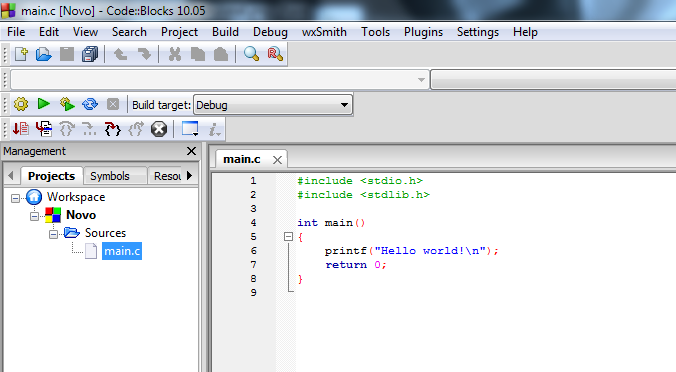 main.c [Novo] - Code::Blocks 10.05
File Edit View Search Project Build Debug wxSmith Tools Plugins Settings Help
Build target: Debug
Management
Projects Symbols Resou
main.c
Workspace
Novo
Sources
main.c
1 #include <stdio.h>
2 #include <stdlib.h>
3
4 int main()
5 {
6 printf("Hello world!\n");
7 return 0;
8 }
9